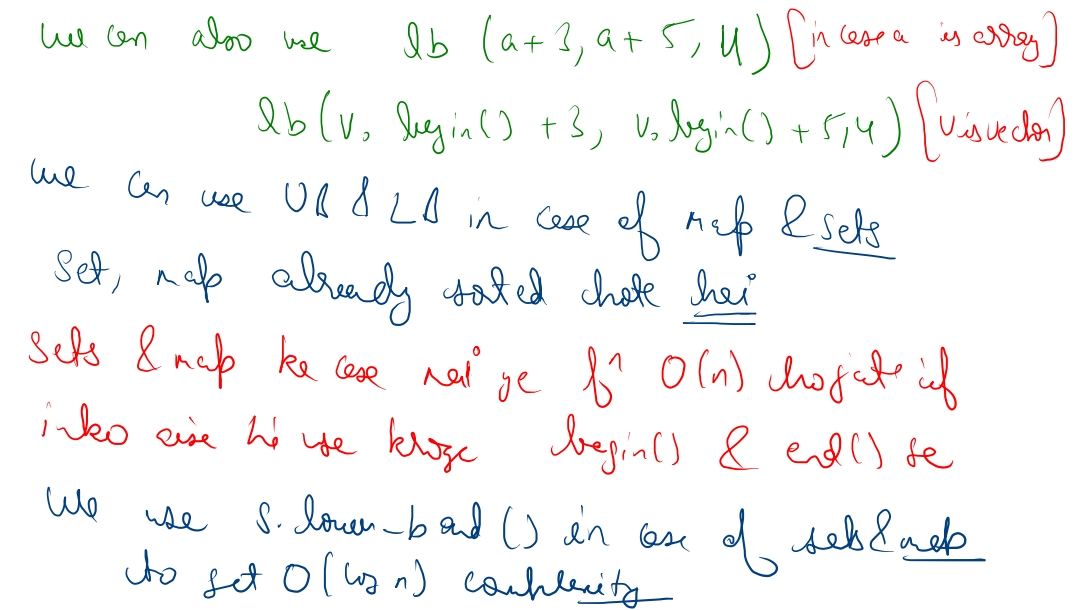 we can also use lb (a+3, a+5, 4) [in case a is array]
lb(v. begin() +3, v. begin() +5,4) [v is vector]
we can use UB & LB in case of map & sets
Set, map already sorted hote hai
Sets & map ke case mai ye fn O(n) ho jate if
inko aise hi use kroge begin() & end() se
We use s.lower_bound () in case of sets & map
to get O(log n) complexity